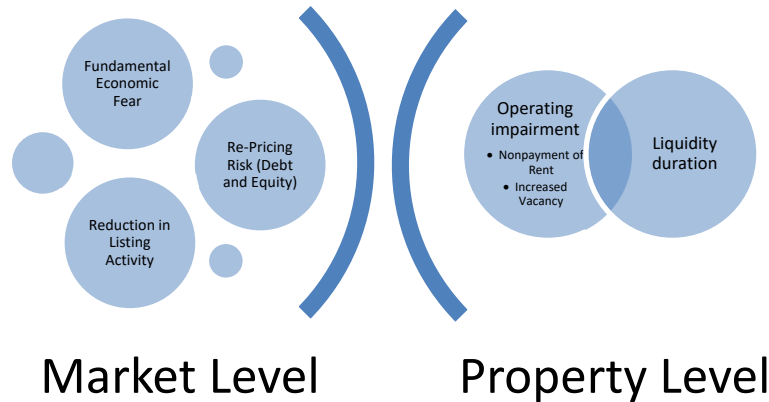 Fundamental
Economic
Fear
Re-Pricing
Risk (Debt
and Equity)
Reduction in
Listing
Activity
Operating
impairment
• Nonpayment of
Rent
• Increased
Vacancy
Liquidity
duration
Market Level
Property Level